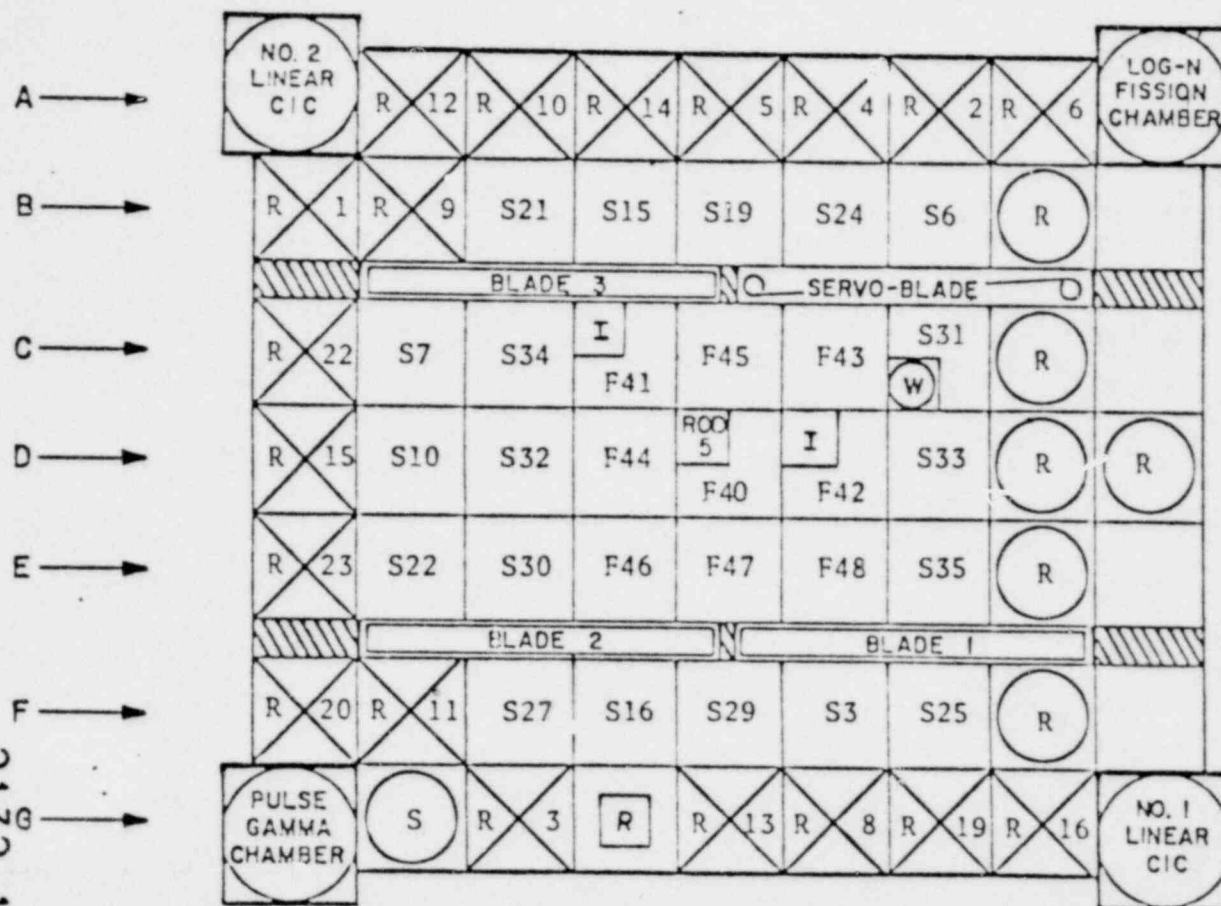 NO. 2
LINEAR
CIC
LOG-N
FISSION
CHAMBER
A R 12 R 10 R 14 R 5 R 4 R 2 R 6
B R 1 R 9 S21 S15 S19 S24 S6 R
BLADE 3 SERVO-BLADE
C R 22 S7 S34 I F41 F45 F43 S31 W R
D R 15 S10 S32 F44 ROD 5 F40 I F42 S33 R R
E R 23 S22 S30 F46 F47 F48 S35 R
BLADE 2 BLADE 1
F R 20 R 11 S27 S16 S29 S3 S25 R
G S R 3 R R 13 R 8 R 19 R 16
PULSE
GAMMA
CHAMBER
NO. 1
LINEAR
CIC